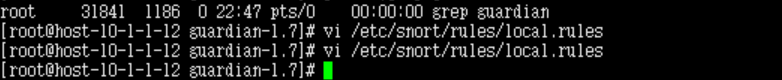 root     31841  1186  0 22:47 pts/0    00:00:00 grep guardian
[root@host-10-1-1-12 guardian-1.7]# vi /etc/snort/rules/local.rules
[root@host-10-1-1-12 guardian-1.7]# vi /etc/snort/rules/local.rules
[root@host-10-1-1-12 guardian-1.7]#